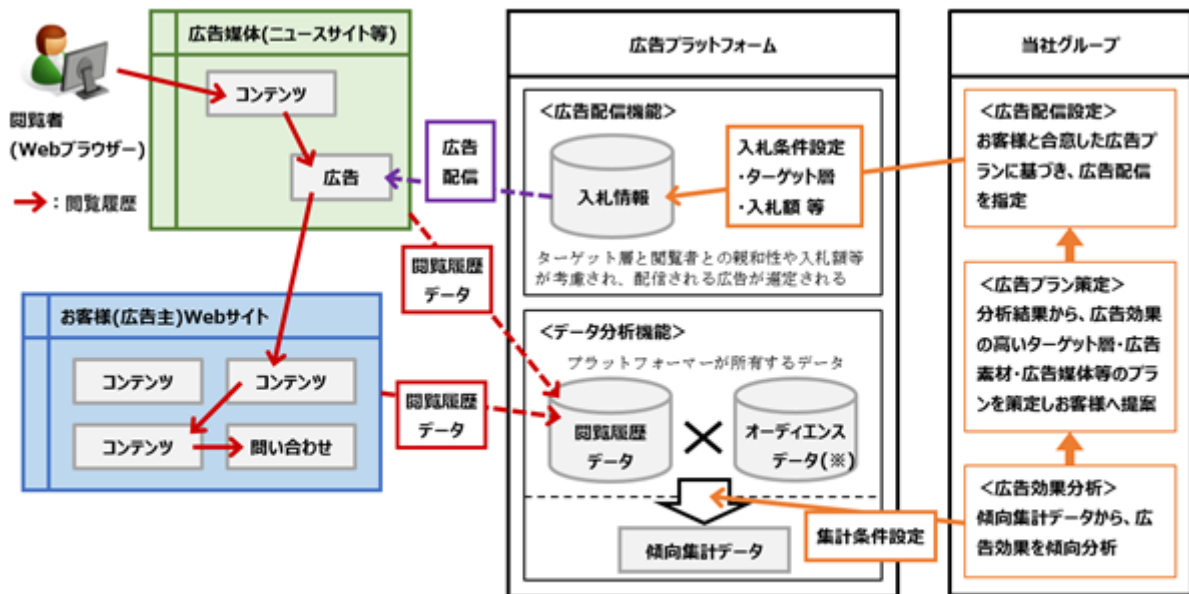 広告媒体(ニュースサイト等)
コンテンツ
広告
閲覧者
(Webブラウザー)
：閲覧履歴
広告
配信
閲覧履歴
データ
お客様(広告主)Webサイト
コンテンツ
コンテンツ
コンテンツ
問い合わせ
閲覧履歴
データ
広告プラットフォーム
＜広告配信機能＞
入札情報
入札条件設定
・ターゲット層
・入札額 等
ターゲット層と閲覧者との親和性や入札額等
が考慮され、配信される広告が選定される
＜データ分析機能＞
プラットフォーマーが所有するデータ
閲覧履歴
データ
オーディエンス
データ(※)
傾向集計データ
集計条件設定
当社グループ
＜広告配信設定＞
お客様と合意した広告プ
ランに基づき、広告配信
を指定
＜広告プラン策定＞
分析結果から、広告効果
の高いターゲット層・広告
素材・広告媒体等のプラ
ンを策定しお客様へ提案
＜広告効果分析＞
傾向集計データから、広
告効果を傾向分析